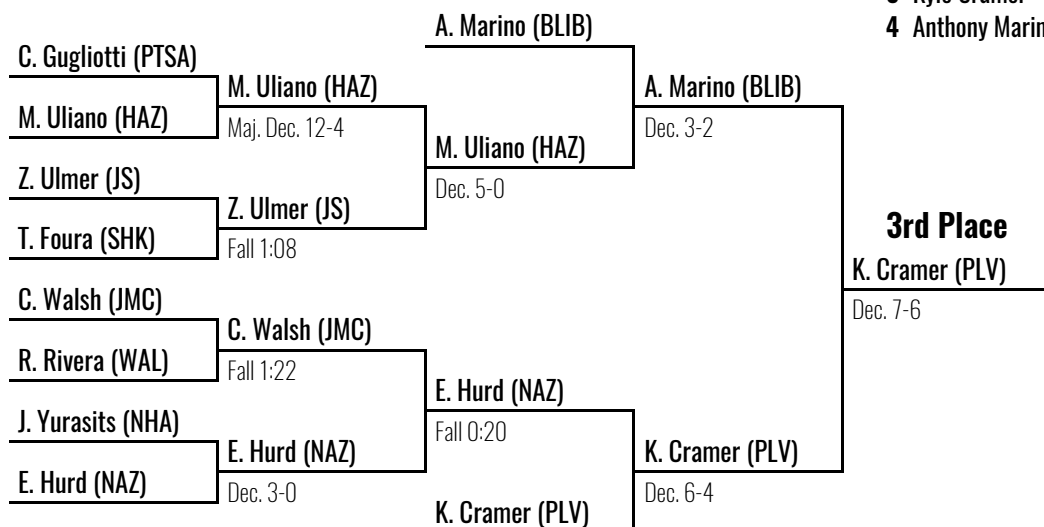 4 Anthony Marin
A. Marino (BLIB)
C. Gugliotti (PTSA)
M. Uliano (HAZ)
A. Marino (BLIB)
M. Uliano (HAZ)
Maj. Dec. 12-4
Dec. 3-2
M. Uliano (HAZ)
Z. Ulmer (JS)
Dec. 5-0
Z. Ulmer (JS)
3rd Place
T. Foura (SHK)
Fall 1:08
K. Cramer (PLV)
C. Walsh (JMC)
Dec. 7-6
C. Walsh (JMC)
R. Rivera (WAL)
Fall 1:22
E. Hurd (NAZ)
J. Yurasits (NHA)
Fall 0:20
E. Hurd (NAZ)
K. Cramer (PLV)
E. Hurd (NAZ)
Dec. 3-0
Dec. 6-4
K. Cramer (PLV)